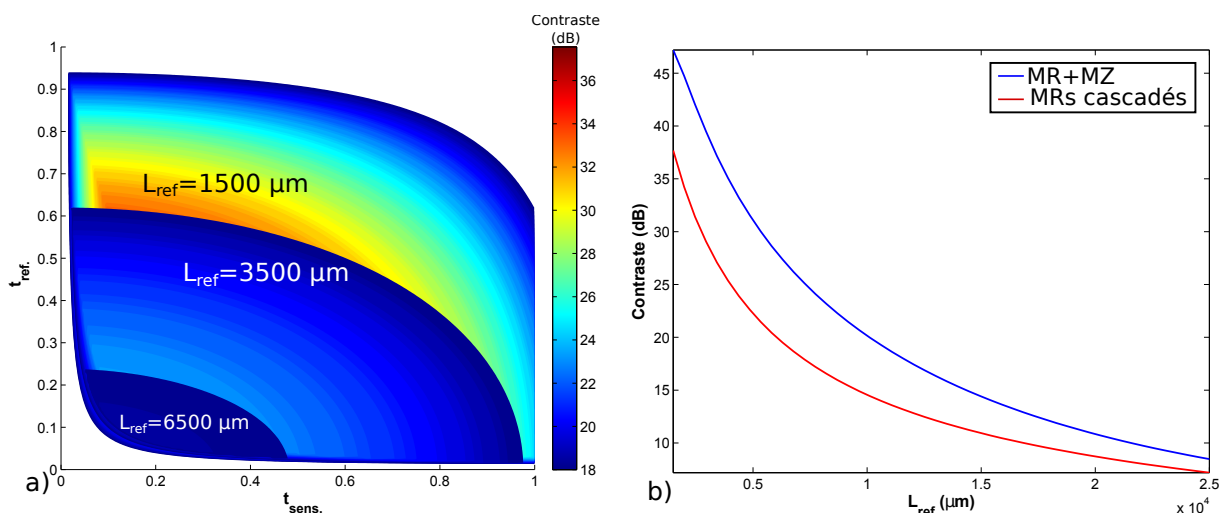 Contraste
(dB)
1
0.9
0.8
0.7
0.6
0.5
0.4
0.3
0.2
0.1
0
t_ref.
L_ref=1500 µm
L_ref=3500 µm
L_ref=6500 µm
0.2
0.4
0.6
0.8
1
t_sens.
a)
36
34
32
30
28
26
24
22
20
18
MR+MZ
MRs cascadés
45
40
35
30
25
20
15
10
Contraste (dB)
0.5
1
1.5
2
2.5
x 10^4
L_ref (µm)
b)